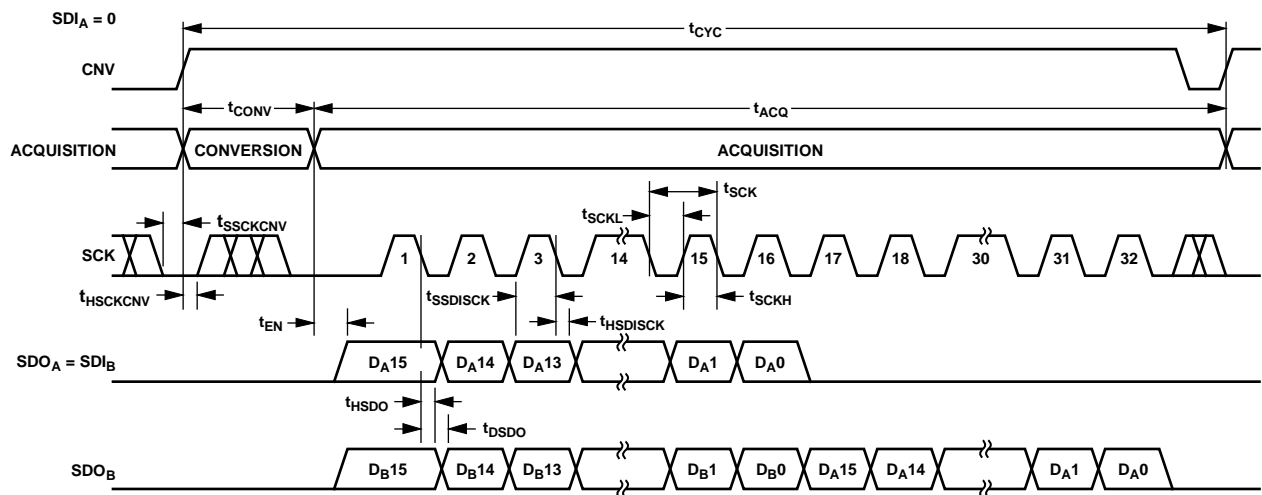 SDIA = 0
tCYC
CNV
tCONV
tACQ
ACQUISITION
CONVERSION
ACQUISITION
tSCK
tSSCKCNV
tSCKL
SCK
1
2
3
14
15
16
17
18
30
31
32
tHSCKCNV
tSSDISCK
tSCKH
tEN
tHSDISCK
SDOA = SDIB
DA15
DA14
DA13
DA1
DA0
tHSDO
tDSDO
SDOB
DB15
DB14
DB13
DB1
DB0
DA15
DA14
DA1
DA0